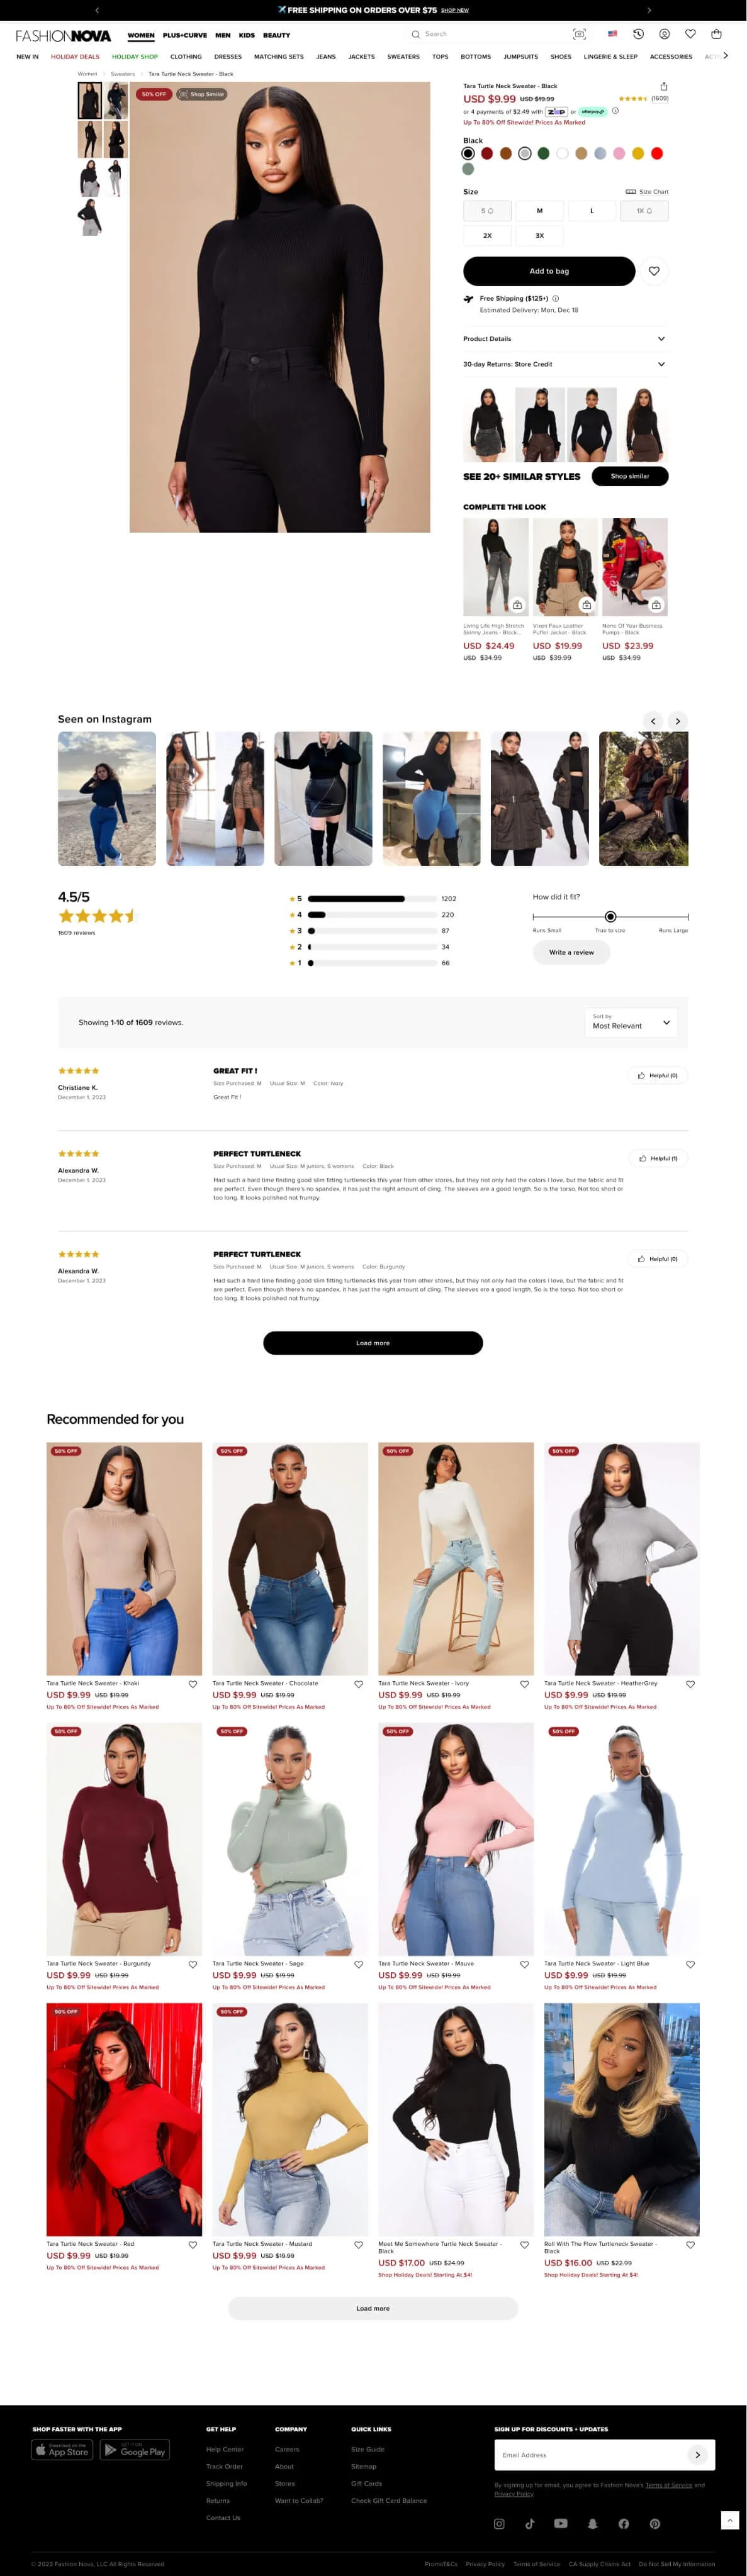 FREE SHIPPING ON ORDERS OVER $75 SHOP NEW
FASHIONNOVA
WOMEN PLUS+CURVE MEN KIDS BEAUTY
Search
NEW IN HOLIDAY DEALS HOLIDAY SHOP CLOTHING DRESSES MATCHING SETS JEANS JACKETS SWEATERS TOPS BOTTOMS JUMPSUITS SHOES LINGERIE & SLEEP ACCESSORIES
Women > Sweaters > Tara Turtle Neck Sweater - Black
50% OFF
Shop Similar
Tara Turtle Neck Sweater - Black
USD $9.99 USD $19.99
(1609)
or 4 payments of $2.49 with Zip or afterpay
Up To 80% Off Sitewide! Prices As Marked
Black
Size
Size Chart
S M L 1X
2X 3X
Add to bag
Free Shipping ($125+)
Estimated Delivery: Mon, Dec 18
Product Details
30-day Returns: Store Credit
SEE 20+ SIMILAR STYLES
Shop similar
COMPLETE THE LOOK
Living Life High Stretch Skinny Jeans - Black...
USD $24.49
USD $34.99
Vixen Faux Leather Puffer Jacket - Black
USD $19.99
USD $39.99
None Of Your Business Pumps - Black
USD $23.99
USD $34.99
Seen on Instagram
4.5/5
1609 reviews
5 1202
4 220
3 87
2 34
1 66
How did it fit?
Runs Small True to size Runs Large
Write a review
Showing 1-10 of 1609 reviews.
Sort by
Most Relevant
Christiane K.
December 1, 2023
GREAT FIT !
Size Purchased: M Usual Size: M Color: Ivory
Great Fit !
Helpful (0)
Alexandra W.
December 1, 2023
PERFECT TURTLENECK
Size Purchased: M Usual Size: M juniors, S womens Color: Black
Had such a hard time finding good slim fitting turtlenecks this year from other stores, but they not only had the colors I love, but the fabric and fit
are perfect. Even though there's no spandex, it has just the right amount of cling. The sleeves are a good length. So is the torso. Not too short or
too long. It looks polished not frumpy.
Helpful (1)
Alexandra W.
December 1, 2023
PERFECT TURTLENECK
Size Purchased: M Usual Size: M juniors, S womens Color: Burgundy
Had such a hard time finding good slim fitting turtlenecks this year from other stores, but they not only had the colors I love, but the fabric and fit
are perfect. Even though there's no spandex, it has just the right amount of cling. The sleeves are a good length. So is the torso. Not too short or
too long. It looks polished not frumpy.
Helpful (0)
Load more
Recommended for you
50% OFF
50% OFF
50% OFF
50% OFF
Tara Turtle Neck Sweater - Khaki
USD $9.99 USD $19.99
Up To 80% Off Sitewide! Prices As Marked
Tara Turtle Neck Sweater - Chocolate
USD $9.99 USD $19.99
Up To 80% Off Sitewide! Prices As Marked
Tara Turtle Neck Sweater - Ivory
USD $9.99 USD $19.99
Up To 80% Off Sitewide! Prices As Marked
Tara Turtle Neck Sweater - HeatherGrey
USD $9.99 USD $19.99
Up To 80% Off Sitewide! Prices As Marked
50% OFF
50% OFF
50% OFF
50% OFF
Tara Turtle Neck Sweater - Burgundy
USD $9.99 USD $19.99
Up To 80% Off Sitewide! Prices As Marked
Tara Turtle Neck Sweater - Sage
USD $9.99 USD $19.99
Up To 80% Off Sitewide! Prices As Marked
Tara Turtle Neck Sweater - Mauve
USD $9.99 USD $19.99
Up To 80% Off Sitewide! Prices As Marked
Tara Turtle Neck Sweater - Light Blue
USD $9.99 USD $19.99
Up To 80% Off Sitewide! Prices As Marked
50% OFF
50% OFF
Tara Turtle Neck Sweater - Red
USD $9.99 USD $19.99
Up To 80% Off Sitewide! Prices As Marked
Tara Turtle Neck Sweater - Mustard
USD $9.99 USD $19.99
Up To 80% Off Sitewide! Prices As Marked
Meet Me Somewhere Turtle Neck Sweater -
Black
USD $17.00 USD $24.99
Shop Holiday Deals! Starting At $4!
Roll With The Flow Turtleneck Sweater -
Black
USD $16.00 USD $22.99
Shop Holiday Deals! Starting At $4!
Load more
SHOP FASTER WITH THE APP
App Store
GET IT ON Google Play
GET HELP
Help Center
Track Order
Shipping Info
Returns
Contact Us
COMPANY
Careers
About
Stores
Want to Collab?
QUICK LINKS
Size Guide
Sitemap
Gift Cards
Check Gift Card Balance
SIGN UP FOR DISCOUNTS + UPDATES
Email Address
By signing up for email, you agree to Fashion Nova's Terms of Service and
Privacy Policy
© 2023 Fashion Nova, LLC All Rights Reserved
PromoT&Cs Privacy Policy Terms of Service CA Supply Chains Act Do Not Sell My Information